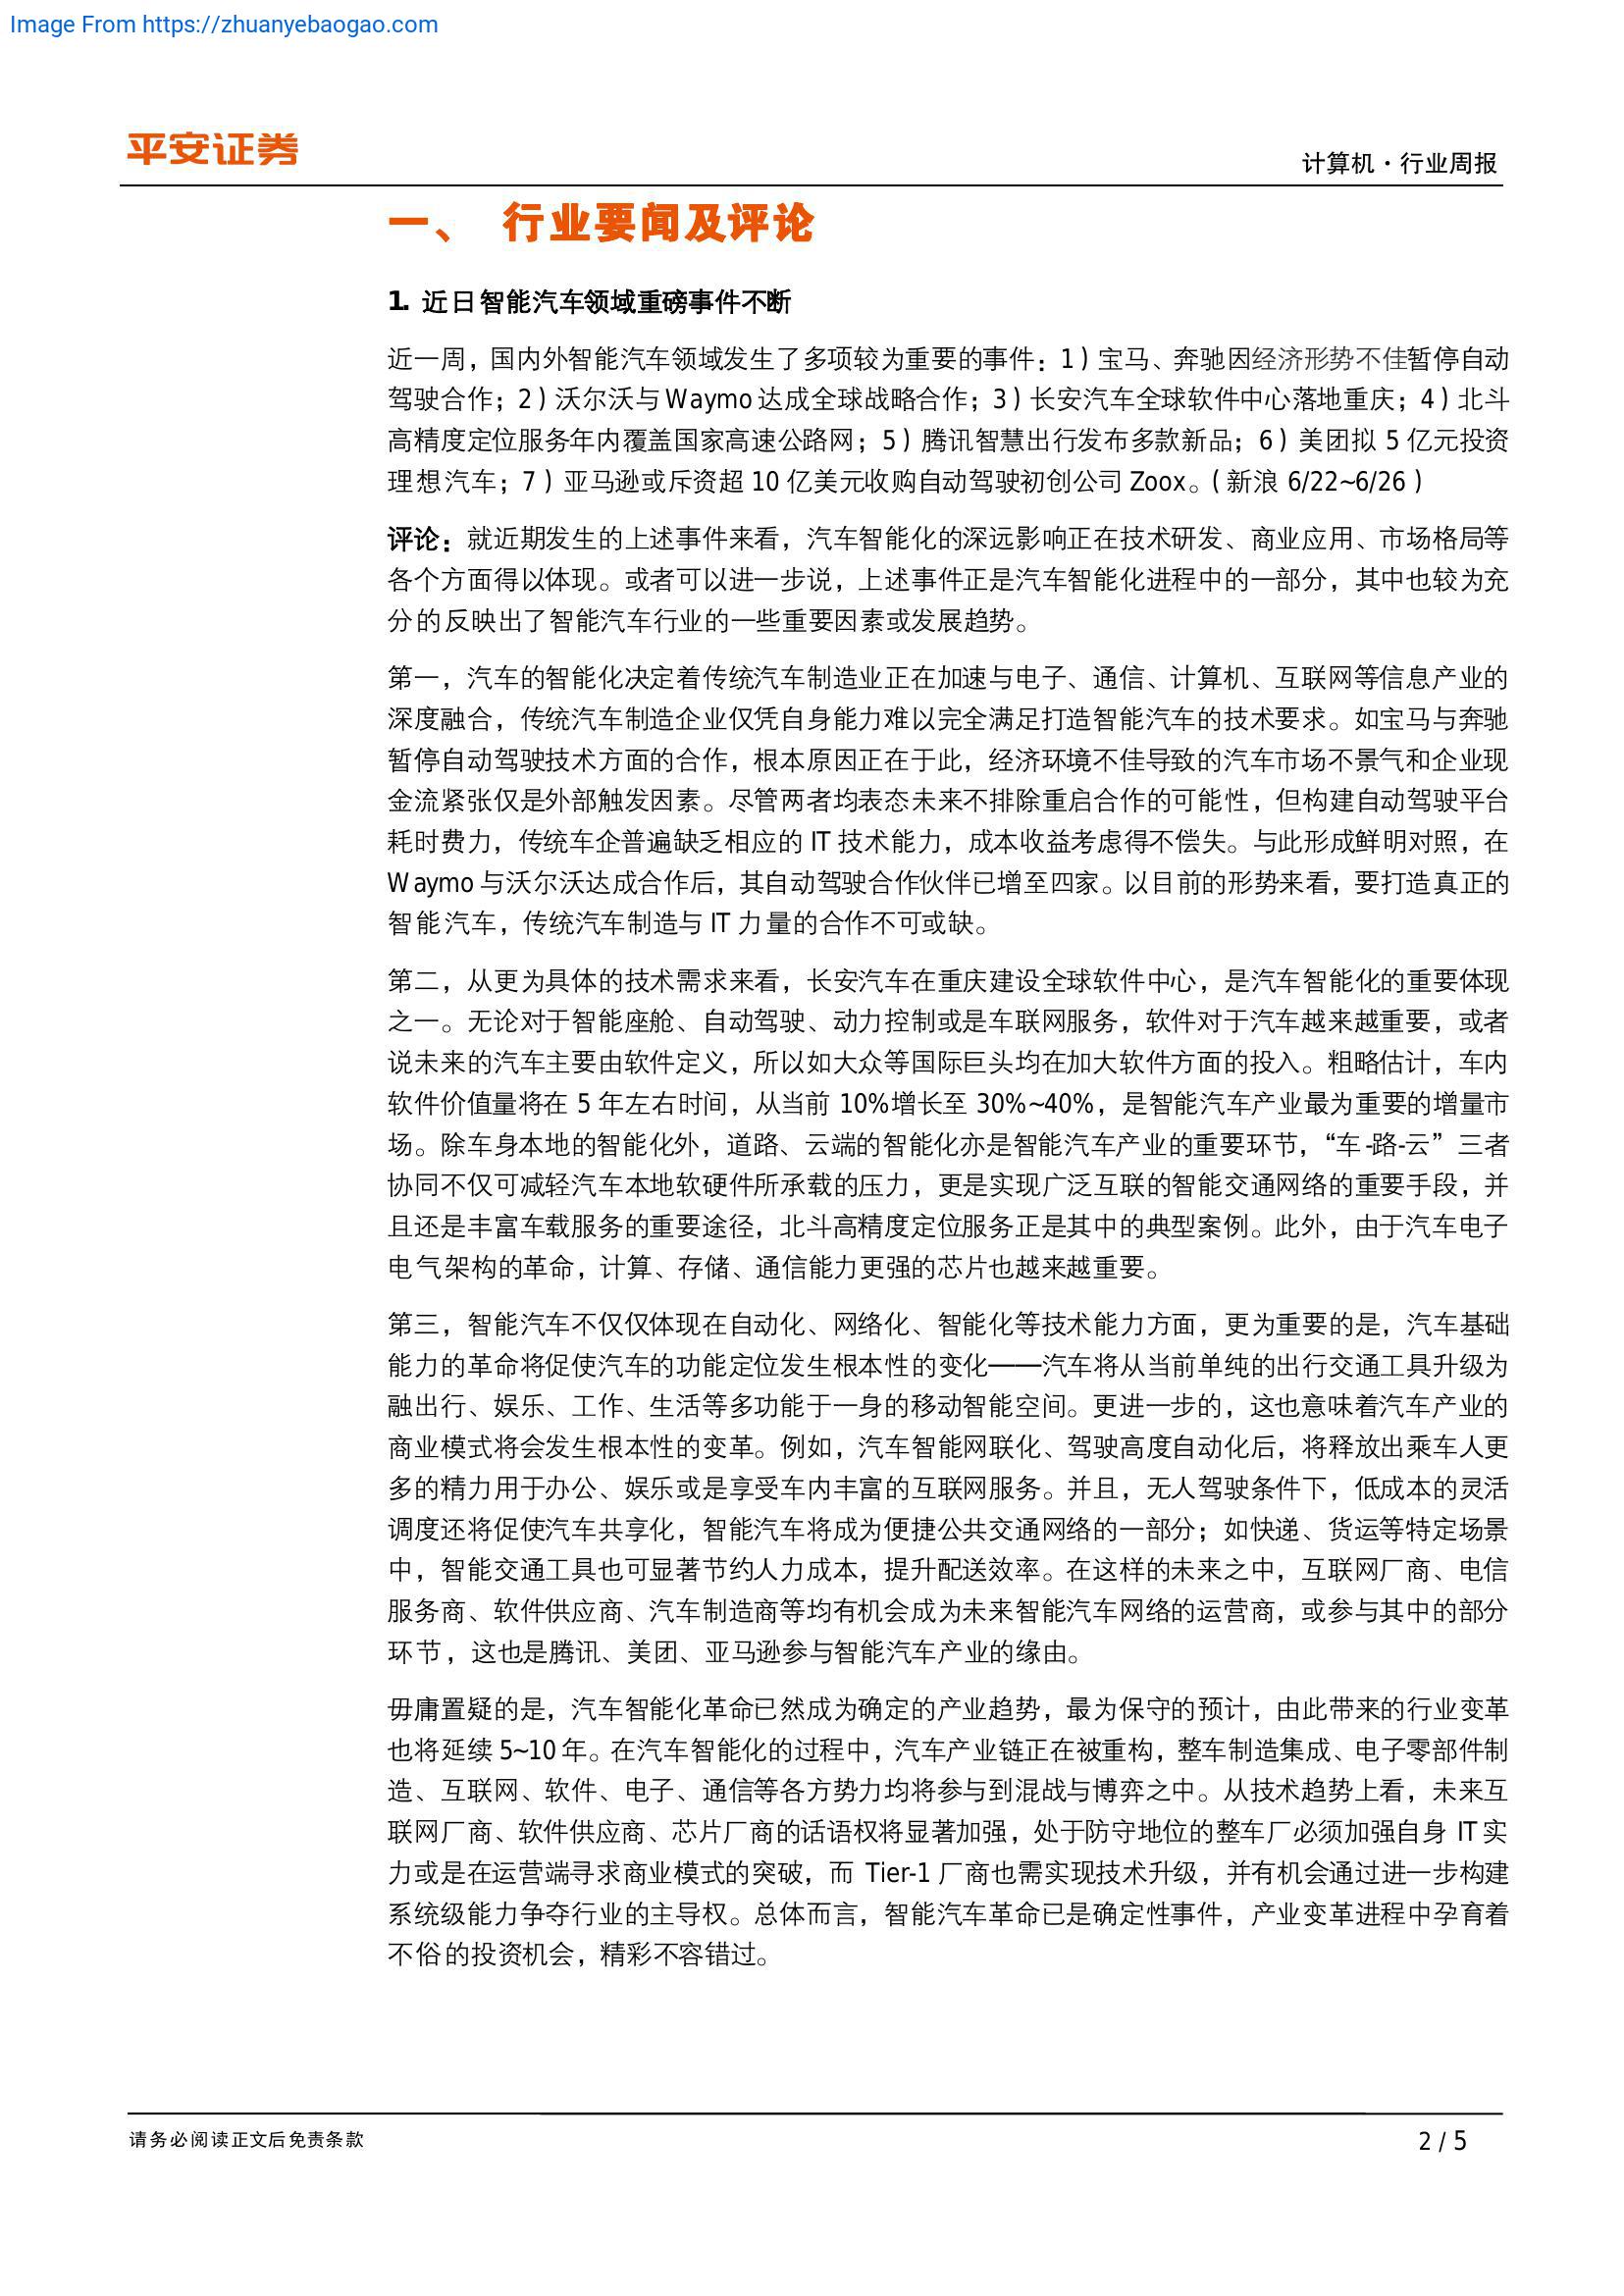 Image From https://zhuanyebaogao.com
平安证券
计算机·行业周报
一、 行业要闻及评论
1. 近日智能汽车领域重磅事件不断
近一周，国内外智能汽车领域发生了多项较为重要的事件：1）宝马、奔驰因经济形势不佳暂停自动
驾驶合作；2）沃尔沃与 Waymo 达成全球战略合作；3）长安汽车全球软件中心落地重庆；4）北斗
高精度定位服务年内覆盖国家高速公路网；5）腾讯智慧出行发布多款新品；6）美团拟 5 亿元投资
理想汽车；7）亚马逊或斥资超 10 亿美元收购自动驾驶初创公司 Zoox。（新浪 6/22~6/26）
评论：就近期发生的上述事件来看，汽车智能化的深远影响正在技术研发、商业应用、市场格局等
各个方面得以体现。或者可以进一步说，上述事件正是汽车智能化进程中的一部分，其中也较为充
分的反映出了智能汽车行业的一些重要因素或发展趋势。
第一，汽车的智能化决定着传统汽车制造业正在加速与电子、通信、计算机、互联网等信息产业的
深度融合，传统汽车制造企业仅凭自身能力难以完全满足打造智能汽车的技术要求。如宝马与奔驰
暂停自动驾驶技术方面的合作，根本原因正在于此，经济环境不佳导致的汽车市场不景气和企业现
金流紧张仅是外部触发因素。尽管两者均表态未来不排除重启合作的可能性，但构建自动驾驶平台
耗时费力，传统车企普遍缺乏相应的 IT 技术能力，成本收益考虑得不偿失。与此形成鲜明对照，在
Waymo 与沃尔沃达成合作后，其自动驾驶合作伙伴已增至四家。以目前的形势来看，要打造真正的
智能汽车，传统汽车制造与 IT 力量的合作不可或缺。
第二，从更为具体的技术需求来看，长安汽车在重庆建设全球软件中心，是汽车智能化的重要体现
之一。无论对于智能座舱、自动驾驶、动力控制或是车联网服务，软件对于汽车越来越重要，或者
说未来的汽车主要由软件定义，所以如大众等国际巨头均在加大软件方面的投入。粗略估计，车内
软件价值量将在 5 年左右时间，从当前 10%增长至 30%~40%，是智能汽车产业最为重要的增量市
场。除车身本地的智能化外，道路、云端的智能化亦是智能汽车产业的重要环节，“车-路-云”三者
协同不仅可减轻汽车本地软硬件所承载的压力，更是实现广泛互联的智能交通网络的重要手段，并
且还是丰富车载服务的重要途径，北斗高精度定位服务正是其中的典型案例。此外，由于汽车电子
电气架构的革命，计算、存储、通信能力更强的芯片也越来越重要。
第三，智能汽车不仅仅体现在自动化、网络化、智能化等技术能力方面，更为重要的是，汽车基础
能力的革命将促使汽车的功能定位发生根本性的变化——汽车将从当前单纯的出行交通工具升级为
融出行、娱乐、工作、生活等多功能于一身的移动智能空间。更进一步的，这也意味着汽车产业的
商业模式将会发生根本性的变革。例如，汽车智能网联化、驾驶高度自动化后，将释放出乘车人更
多的精力用于办公、娱乐或是享受车内丰富的互联网服务。并且，无人驾驶条件下，低成本的灵活
调度还将促使汽车共享化，智能汽车将成为便捷公共交通网络的一部分；如快递、货运等特定场景
中，智能交通工具也可显著节约人力成本，提升配送效率。在这样的未来之中，互联网厂商、电信
服务商、软件供应商、汽车制造商等均有机会成为未来智能汽车网络的运营商，或参与其中的部分
环节，这也是腾讯、美团、亚马逊参与智能汽车产业的缘由。
毋庸置疑的是，汽车智能化革命已然成为确定的产业趋势，最为保守的预计，由此带来的行业变革
也将延续 5~10 年。在汽车智能化的过程中，汽车产业链正在被重构，整车制造集成、电子零部件制
造、互联网、软件、电子、通信等各方势力均将参与到混战与博弈之中。从技术趋势上看，未来互
联网厂商、软件供应商、芯片厂商的话语权将显著加强，处于防守地位的整车厂必须加强自身 IT 实
力或是在运营端寻求商业模式的突破，而 Tier-1 厂商也需实现技术升级，并有机会通过进一步构建
系统级能力争夺行业的主导权。总体而言，智能汽车革命已是确定性事件，产业变革进程中孕育着
不俗的投资机会，精彩不容错过。
请务必阅读正文后免责条款
2 / 5